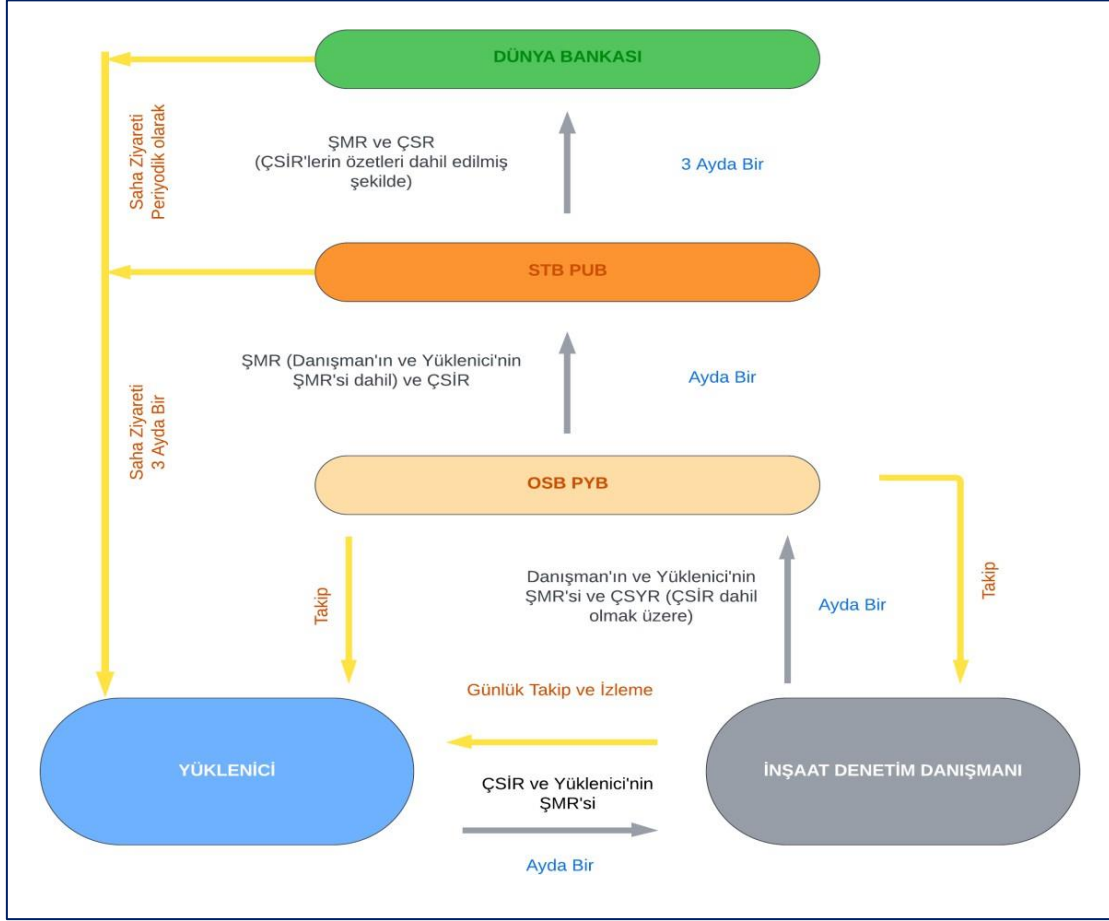 DÜNYA BANKASI
Saha Ziyareti
Periyodik olarak
ŞMR ve ÇSR
(ÇSİR'lerin özetleri dahil edilmiş
şekilde)
3 Ayda Bir
STB PUB
Saha Ziyareti
3 Ayda Bir
ŞMR (Danışman'ın ve Yüklenici'nin
ŞMR'si dahil) ve ÇSİR
Ayda Bir
OSB PYB
Takip
Danışman'ın ve Yüklenici'nin
ŞMR'si ve ÇSYR (ÇSİR dahil
olmak üzere)
Ayda Bir
Takip
Günlük Takip ve İzleme
YÜKLENİCİ
ÇSİR ve Yüklenici'nin
ŞMR'si
Ayda Bir
İNŞAAT DENETİM DANIŞMANI